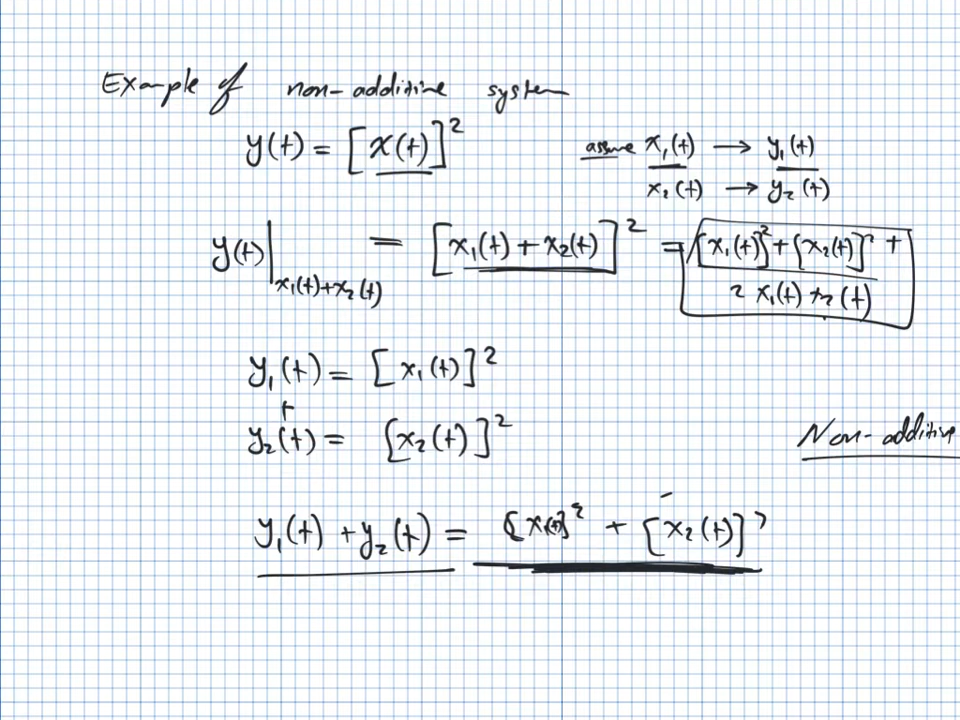 Example of non-additive system
y(t) = [x(t)]²
assume x₁(t) → y₁(t)
x₂(t) → y₂(t)
y(t)|x₁(t)+x₂(t) = [x₁(t) + x₂(t)]² = [x₁(t)]² + [x₂(t)]² +
2 x₁(t) x₂(t)
y₁(t) = [x₁(t)]²
+
y₂(t) = [x₂(t)]²
Non-additive
y₁(t) + y₂(t) = [x(t)]² + [x₂(t)]²